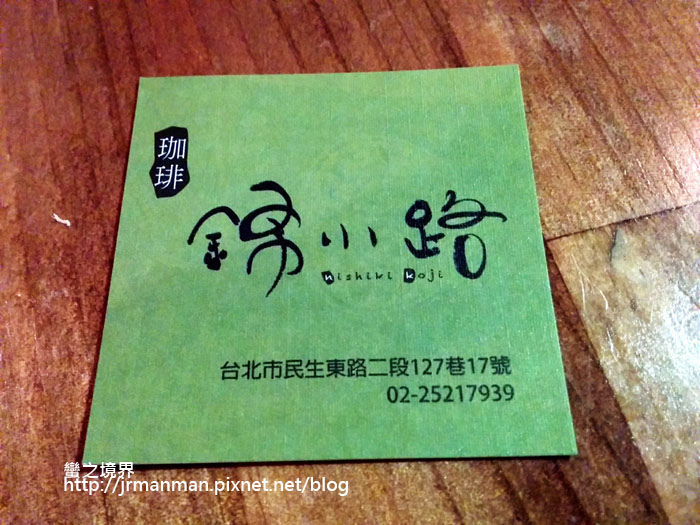 珈琲
錦小路
nishiki koji
台北市民生東路二段127巷17號
02-25217939
蠻之境界
http://jrmanman.pixnet.net/blog